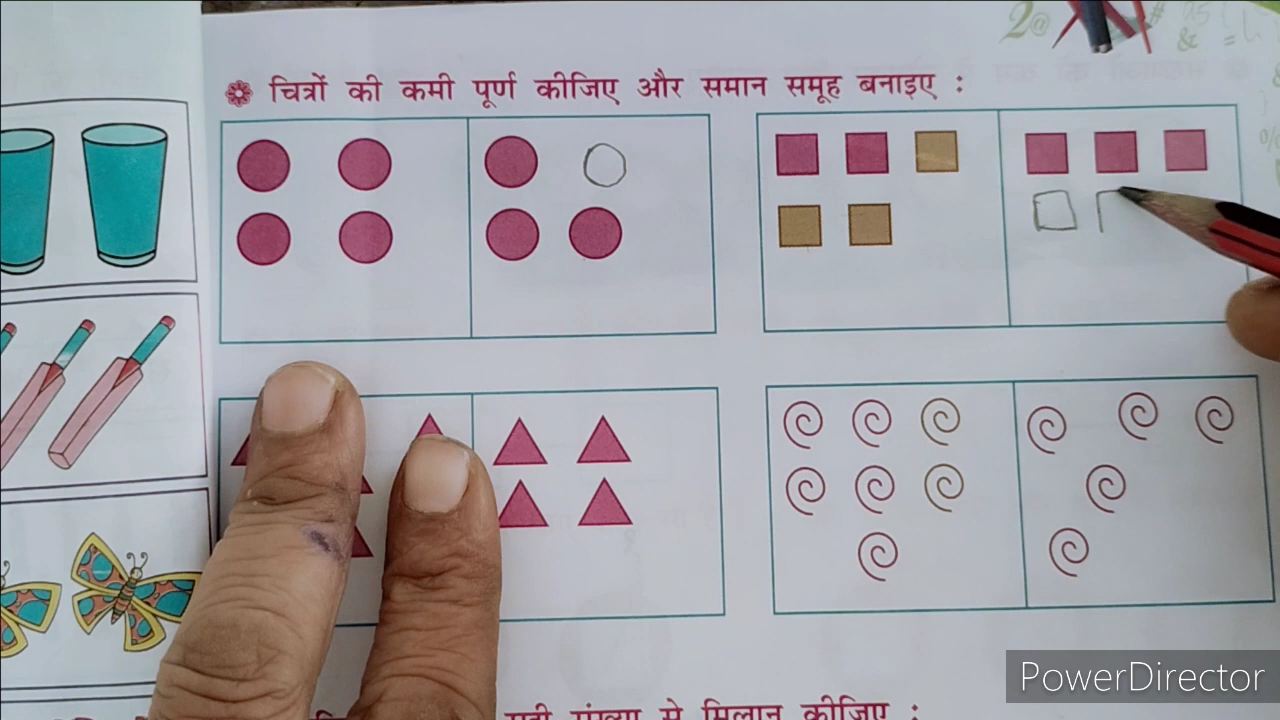 चित्रों की कमी पूर्ण कीजिए और समान समूह बनाइए :
से मिलान कीजिए :
PowerDirector